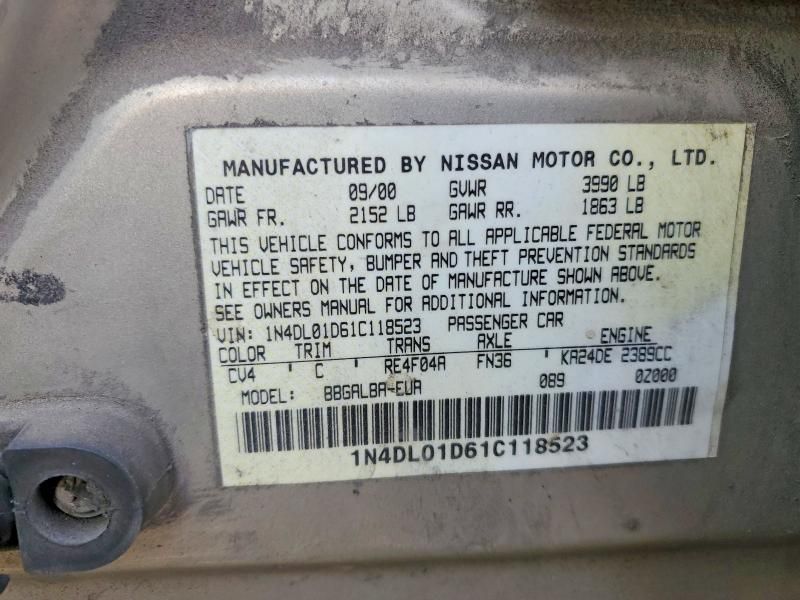 MANUFACTURED BY NISSAN MOTOR CO., LTD.
DATE 09/00 GVWR 3990 LB
GAWR FR. 2152 LB GAWR RR. 1863 LB
THIS VEHICLE CONFORMS TO ALL APPLICABLE FEDERAL MOTOR
VEHICLE SAFETY, BUMPER AND THEFT PREVENTION STANDARDS
IN EFFECT ON THE DATE OF MANUFACTURE SHOWN ABOVE.
SEE OWNERS MANUAL FOR ADDITIONAL INFORMATION.
VIN: 1N4DL01D61C118523 PASSENGER CAR
COLOR TRIM TRANS AXLE ENGINE
CV4 C RE4F04A FN36 KA24DE 2389CC
MODEL: BBGALBA-EUA 089 0Z000
1N4DL01D61C118523